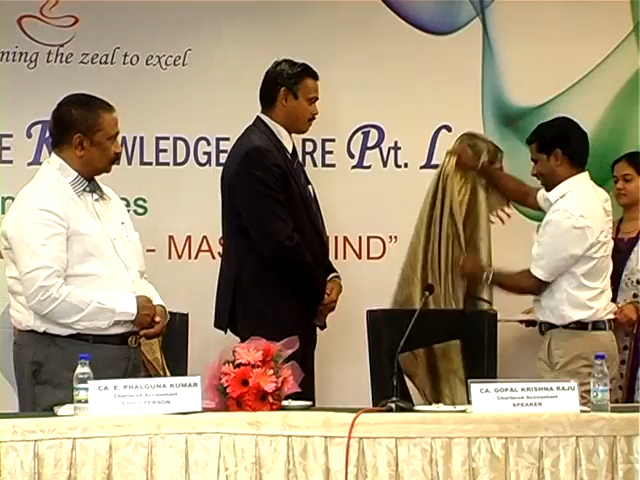 ning the zeal to excel
E KNOWLEDGE ARE PVT. L
es
- MAS IND”
CA. E. PHALGUNA KUMAR
Chartered Accountant
CA. GOPAL KRISHNA RAJU
Chartered Accountant
SPEAKER